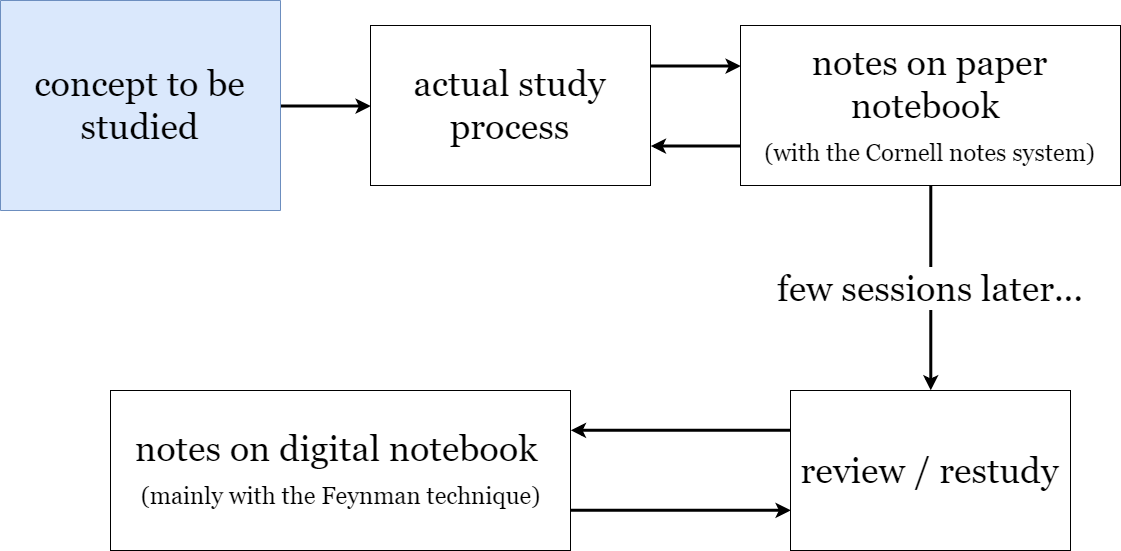 concept to be
studied
actual study
process
notes on paper
notebook
(with the Cornell notes system)
few sessions later...
notes on digital notebook
(mainly with the Feynman technique)
review / restudy